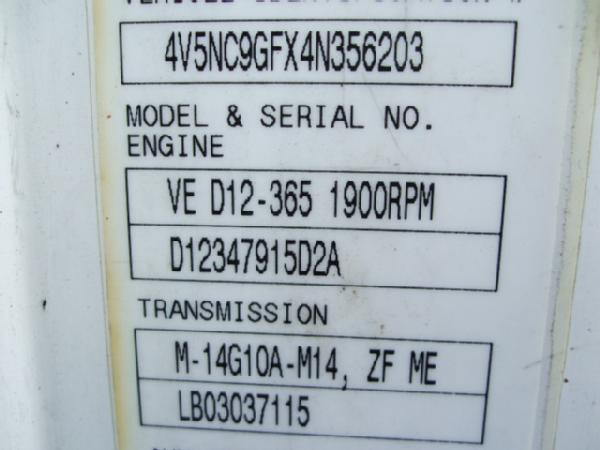 4V5NC9GFX4N356203
MODEL & SERIAL NO.
ENGINE
VE D12-365 1900RPM
D12347915D2A
TRANSMISSION
M-14G10A-M14, ZF ME
LB03037115